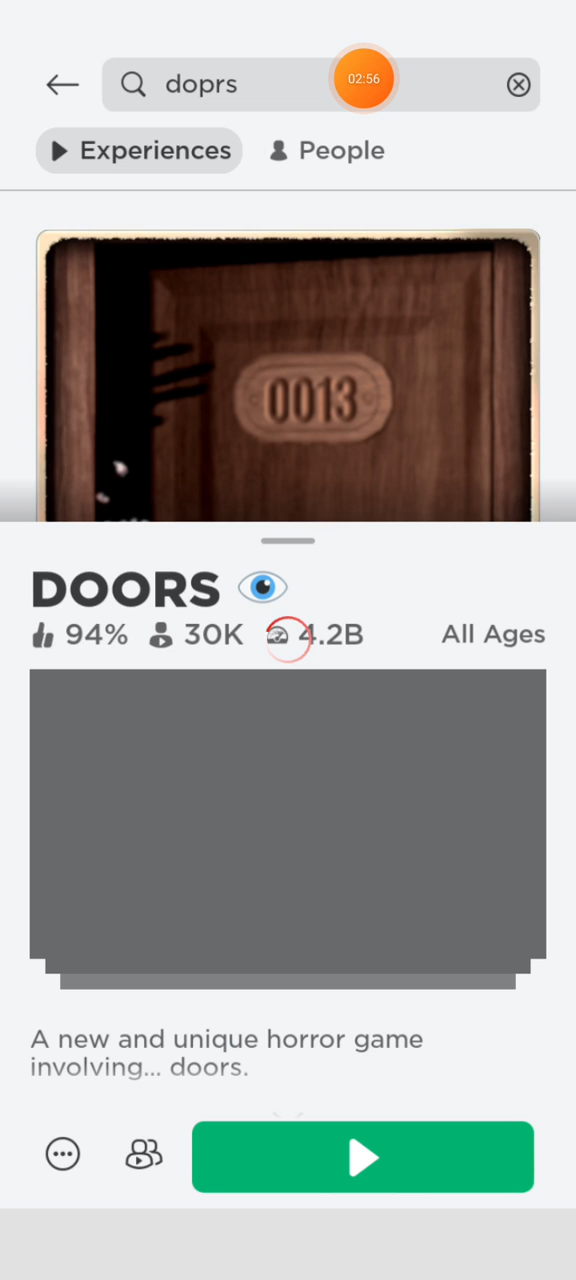 doprs
02:56
Experiences
People
0013
DOORS
94%
30K
4.2B
All Ages
A new and unique horror game
involving... doors.